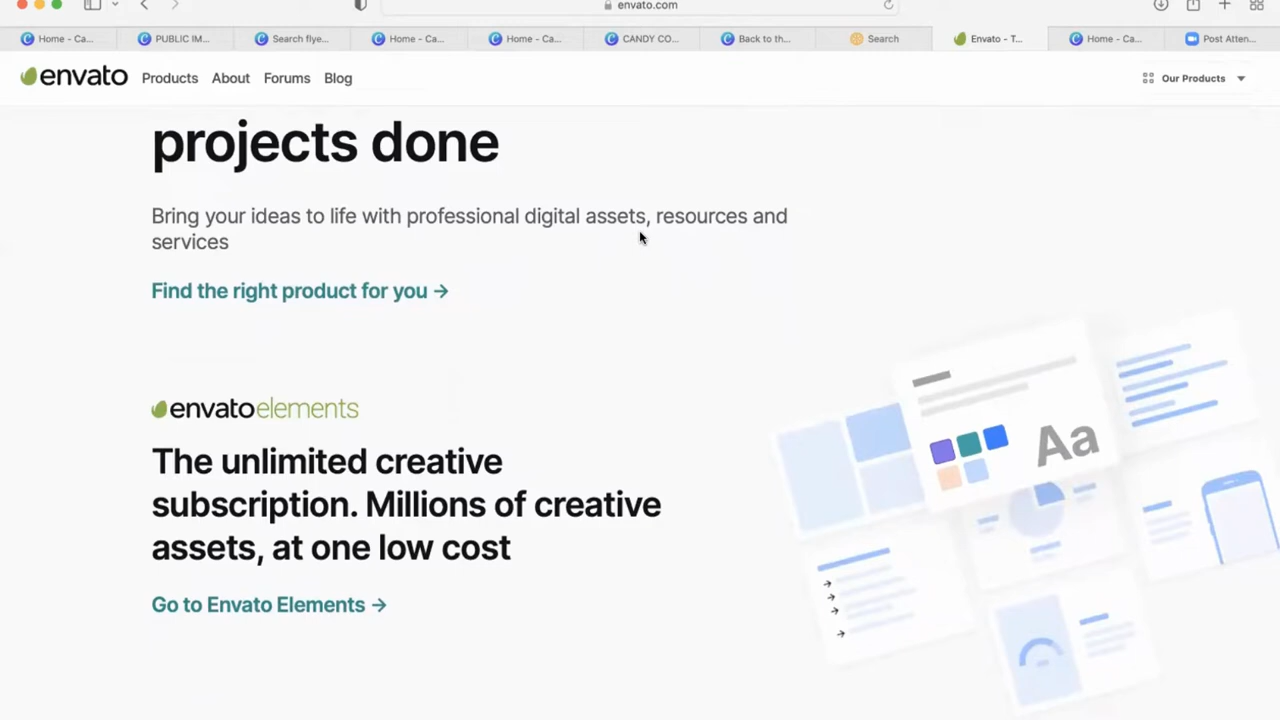 envato.com
Home - Ca...
PUBLIC IM...
Search flye...
Home - Ca...
Home - Ca...
CANDY CO...
Back to th...
Search
Envato - T...
Home - Ca...
Post Atten...
envato
Products
About
Forums
Blog
Our Products
projects done
Bring your ideas to life with professional digital assets, resources and
services
Find the right product for you →
envatoelements
The unlimited creative
subscription. Millions of creative
assets, at one low cost
Go to Envato Elements →
Aa